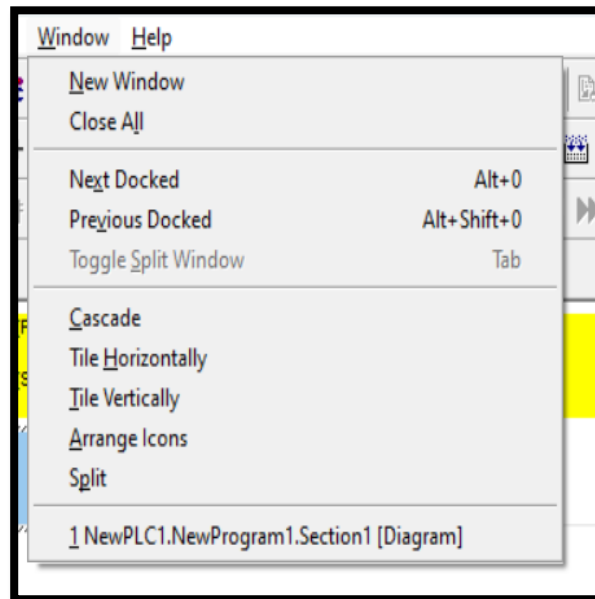 Window Help
New Window
Close All
Next Docked Alt+0
Previous Docked Alt+Shift+0
Toggle Split Window Tab
Cascade
Tile Horizontally
Tile Vertically
Arrange Icons
Split
1 NewPLC1.NewProgram1.Section1 [Diagram]